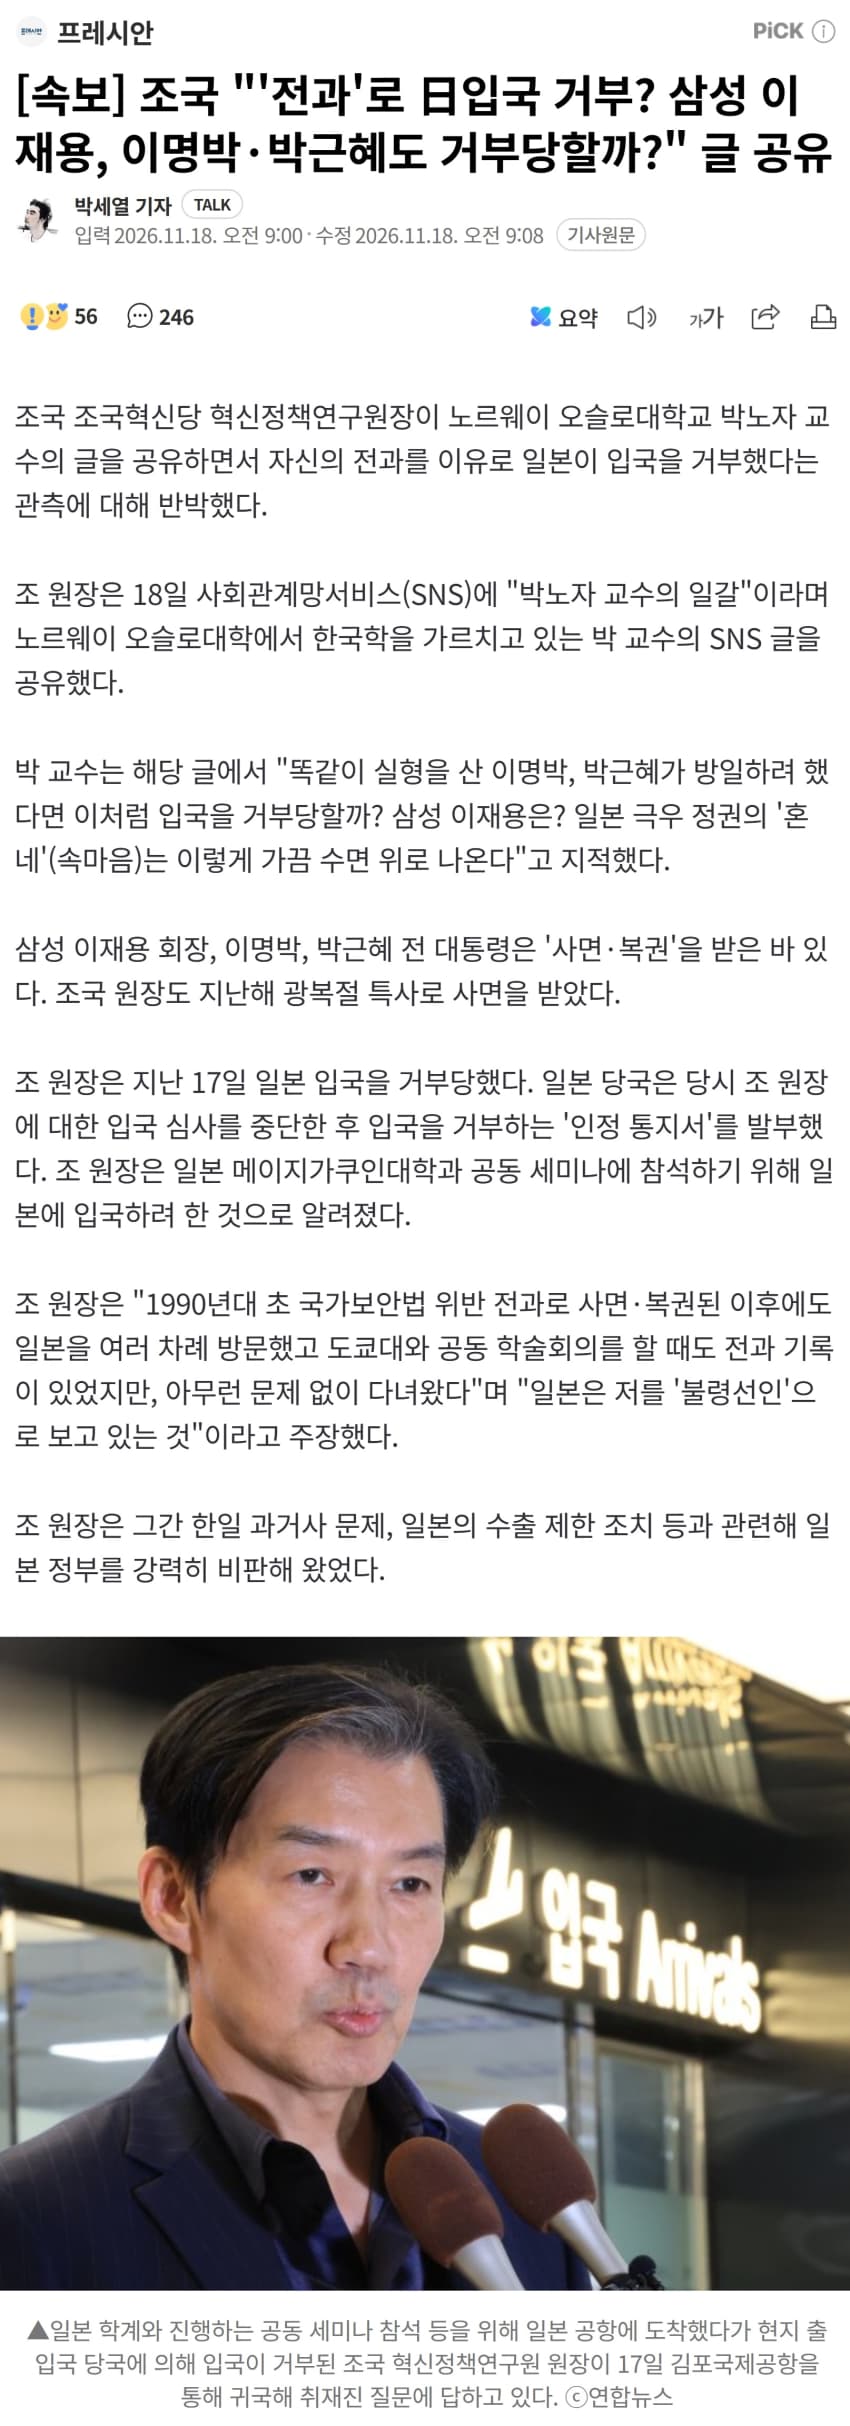 프레시안
프레시안
PiCK
[속보] 조국 "'전과'로 日입국 거부? 삼성 이
재용, 이명박·박근혜도 거부당할까?" 글 공유
박세열 기자 TALK
입력 2026.11.18. 오전 9:00 · 수정 2026.11.18. 오전 9:08 기사원문
56 246 요약 가가
조국 조국혁신당 혁신정책연구원장이 노르웨이 오슬로대학교 박노자 교
수의 글을 공유하면서 자신의 전과를 이유로 일본이 입국을 거부했다는
관측에 대해 반박했다.
조 원장은 18일 사회관계망서비스(SNS)에 "박노자 교수의 일갈"이라며
노르웨이 오슬로대학에서 한국학을 가르치고 있는 박 교수의 SNS 글을
공유했다.
박 교수는 해당 글에서 "똑같이 실형을 산 이명박, 박근혜가 방일하려 했
다면 이처럼 입국을 거부당할까? 삼성 이재용은? 일본 극우 정권의 '혼
네'(속마음)는 이렇게 가끔 수면 위로 나온다"고 지적했다.
삼성 이재용 회장, 이명박, 박근혜 전 대통령은 '사면·복권'을 받은 바 있
다. 조국 원장도 지난해 광복절 특사로 사면을 받았다.
조 원장은 지난 17일 일본 입국을 거부당했다. 일본 당국은 당시 조 원장
에 대한 입국 심사를 중단한 후 입국을 거부하는 '인정 통지서'를 발부했
다. 조 원장은 일본 메이지가쿠인대학과 공동 세미나에 참석하기 위해 일
본에 입국하려 한 것으로 알려졌다.
조 원장은 "1990년대 초 국가보안법 위반 전과로 사면·복권된 이후에도
일본을 여러 차례 방문했고 도쿄대와 공동 학술회의를 할 때도 전과 기록
이 있었지만, 아무런 문제 없이 다녀왔다"며 "일본은 저를 '불령선인'으
로 보고 있는 것"이라고 주장했다.
조 원장은 그간 한일 과거사 문제, 일본의 수출 제한 조치 등과 관련해 일
본 정부를 강력히 비판해 왔었다.
입국 Arrivals
▲일본 학계와 진행하는 공동 세미나 참석 등을 위해 일본 공항에 도착했다가 현지 출
입국 당국에 의해 입국이 거부된 조국 혁신정책연구원 원장이 17일 김포국제공항을
통해 귀국해 취재진 질문에 답하고 있다. ⓒ연합뉴스